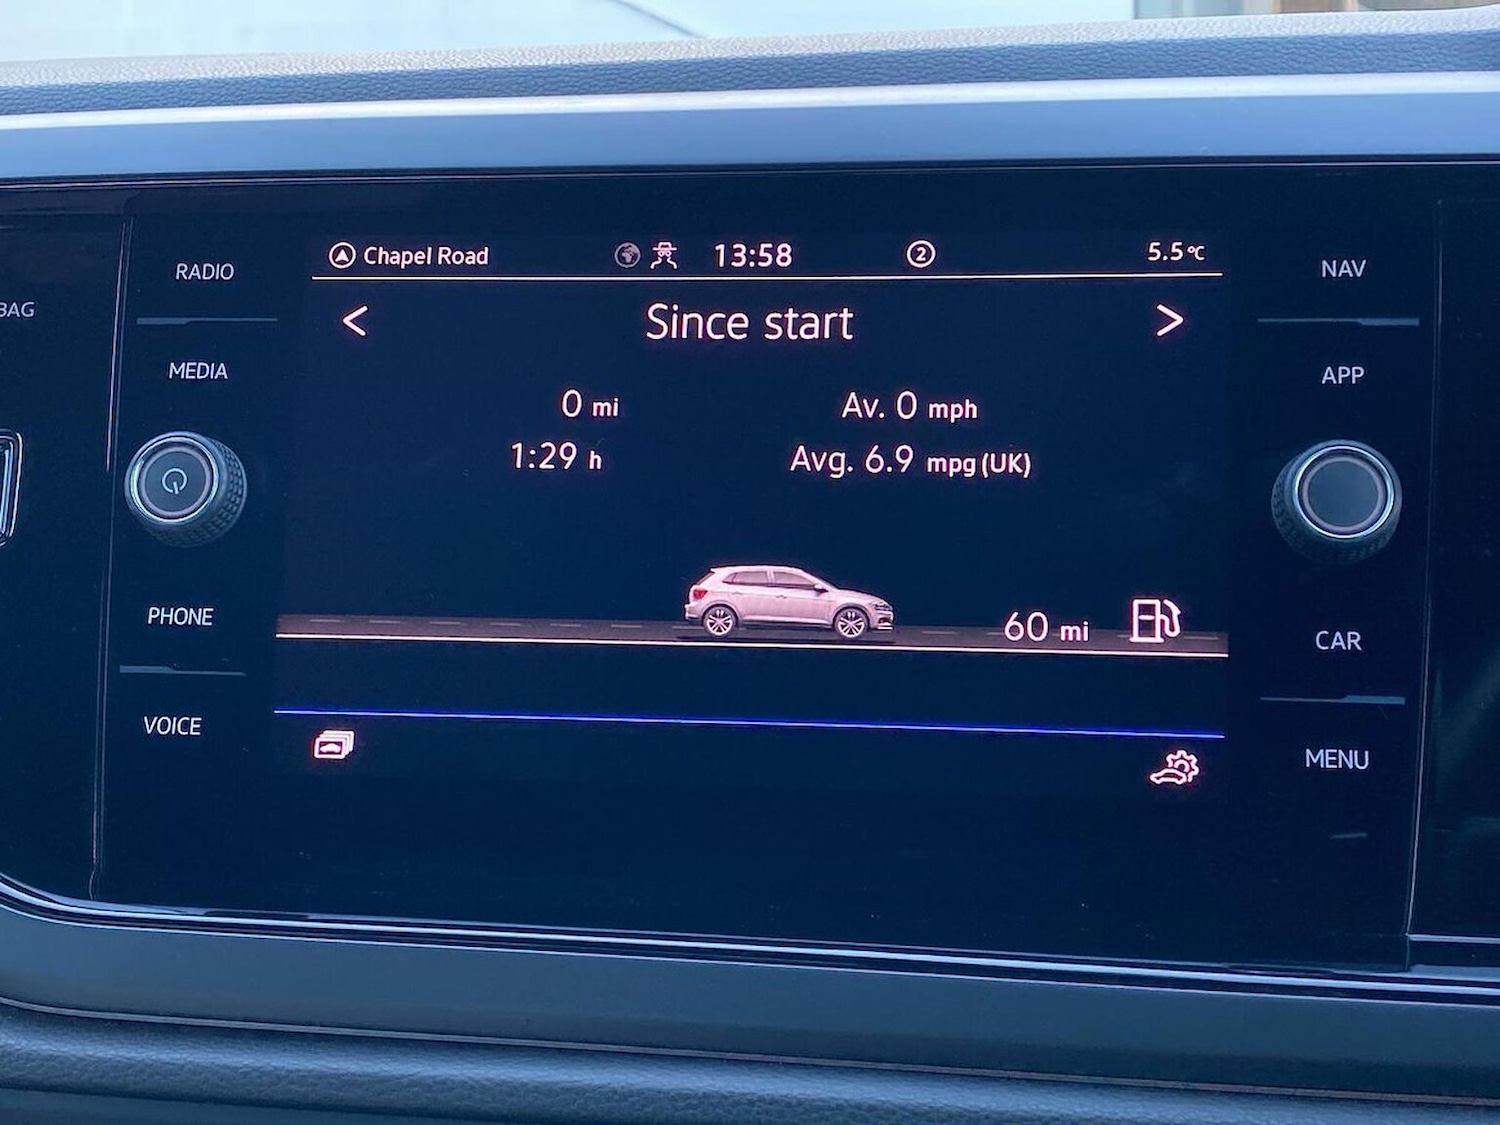 Chapel Road 13:58 2 5.5°C
< Since start >
0 mi Av. 0 mph
1:29 h Avg. 6.9 mpg(UK)
60 mi
BAG
RADIO
MEDIA
PHONE
VOICE
NAV
APP
CAR
MENU